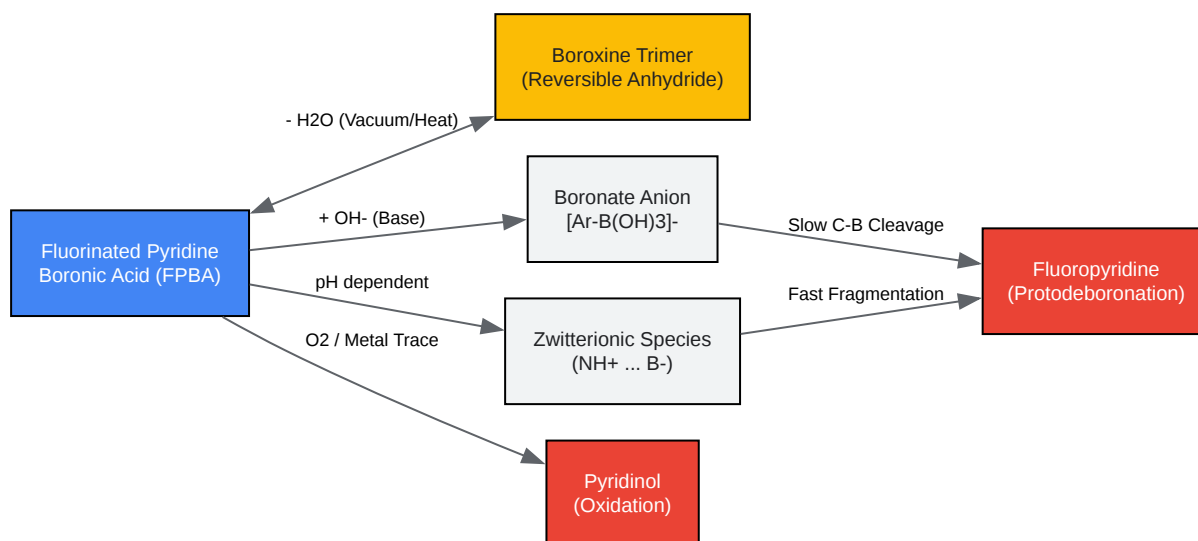 Boroxine Trimer
(Reversible Anhydride)
- H2O (Vacuum/Heat)
Boronate Anion
[Ar-B(OH)3]-
+ OH- (Base)
Slow C-B Cleavage
Fluorinated Pyridine
Boronic Acid (FPBA)
Fluoropyridine
(Protodeboronation)
pH dependent
Fast Fragmentation
O2 / Metal Trace
Zwitterionic Species
(NH+ ... B-)
Pyridinol
(Oxidation)